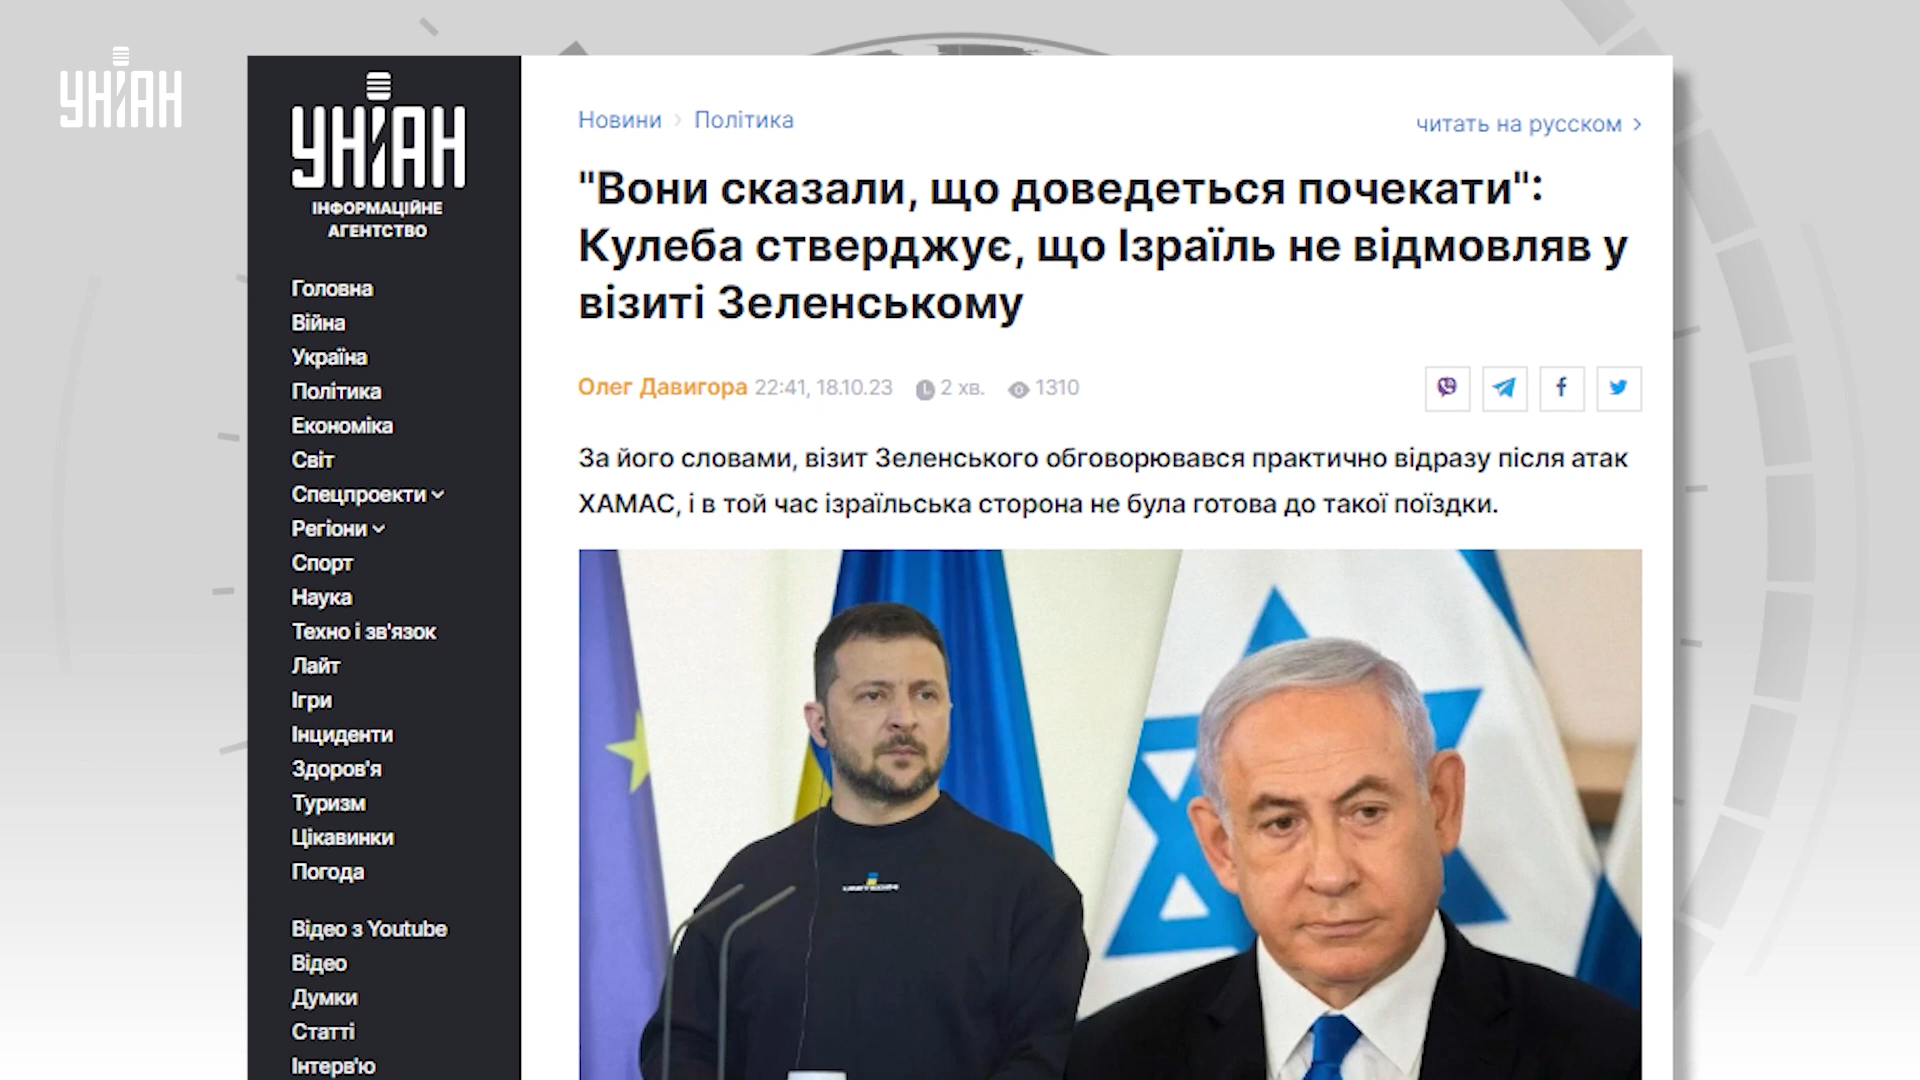 УНІАН
УНІАН
ІНФОРМАЦІЙНЕ
АГЕНТСТВО
Головна
Війна
Україна
Політика
Економіка
Світ
Спецпроекти
Регіони
Спорт
Наука
Техно і зв'язок
Лайт
Ігри
Інциденти
Здоров'я
Туризм
Цікавинки
Погода
Відео з Youtube
Відео
Думки
Статті
Інтерв'ю
Новини › Політика
читать на русском ›
"Вони сказали, що доведеться почекати":
Кулеба стверджує, що Ізраїль не відмовляв у
візиті Зеленському
Олег Давигора 22:41, 18.10.23 2 хв. 1310
За його словами, візит Зеленського обговорювався практично відразу після атак
ХАМАС, і в той час ізраїльська сторона не була готова до такої поїздки.